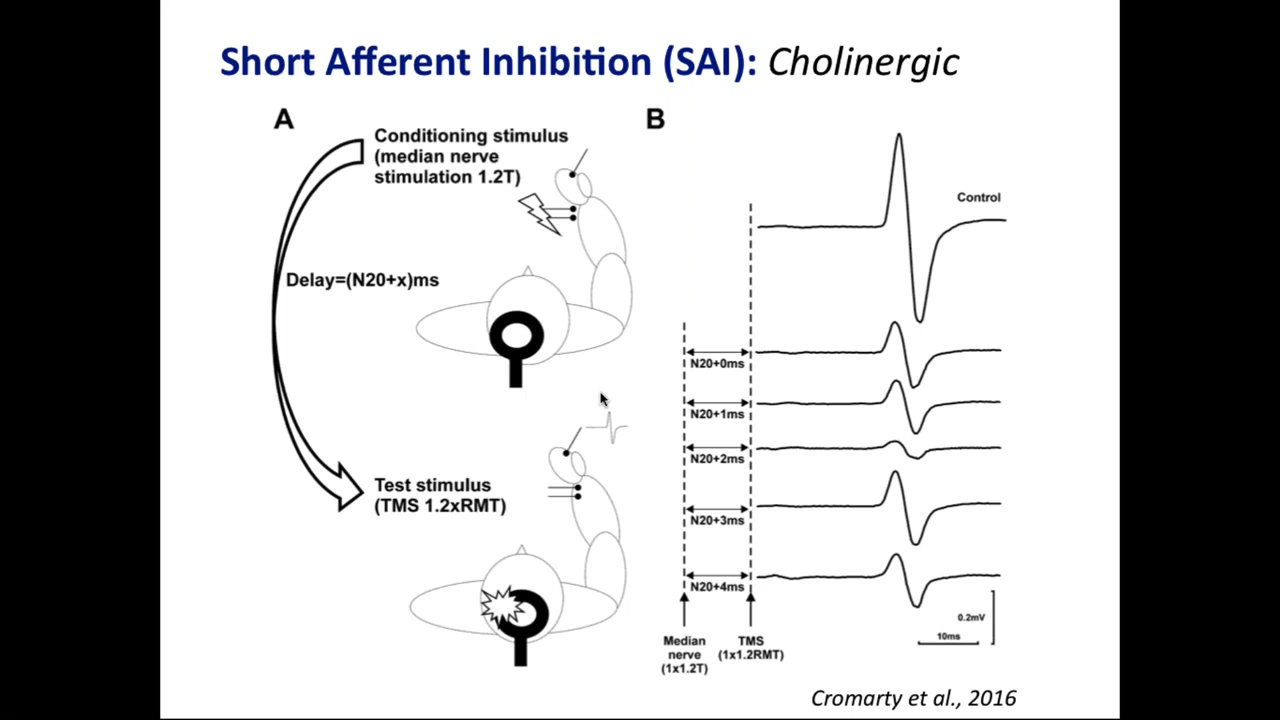 Short Afferent Inhibition (SAI): Cholinergic
A
Conditioning stimulus
(median nerve
stimulation 1.2T)
Delay=(N20+x)ms
Test stimulus
(TMS 1.2xRMT)
B
Control
N20+0ms
N20+1ms
N20+2ms
N20+3ms
N20+4ms
0.2mV
10ms
Median
nerve
(1x1.2T)
TMS
(1x1.2RMT)
Cromarty et al., 2016